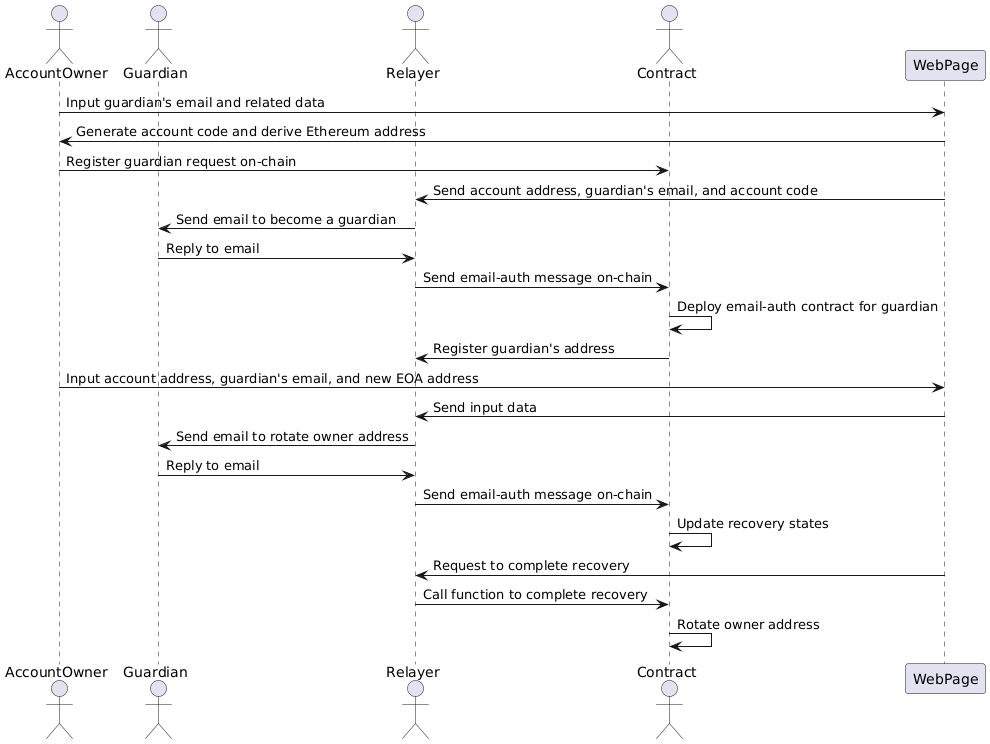 AccountOwner Guardian Relayer Contract WebPage
Input guardian's email and related data
Generate account code and derive Ethereum address
Register guardian request on-chain
Send account address, guardian's email, and account code
Send email to become a guardian
Reply to email
Send email-auth message on-chain
Deploy email-auth contract for guardian
Register guardian's address
Input account address, guardian's email, and new EOA address
Send input data
Send email to rotate owner address
Reply to email
Send email-auth message on-chain
Update recovery states
Request to complete recovery
Call function to complete recovery
Rotate owner address
AccountOwner Guardian Relayer Contract WebPage